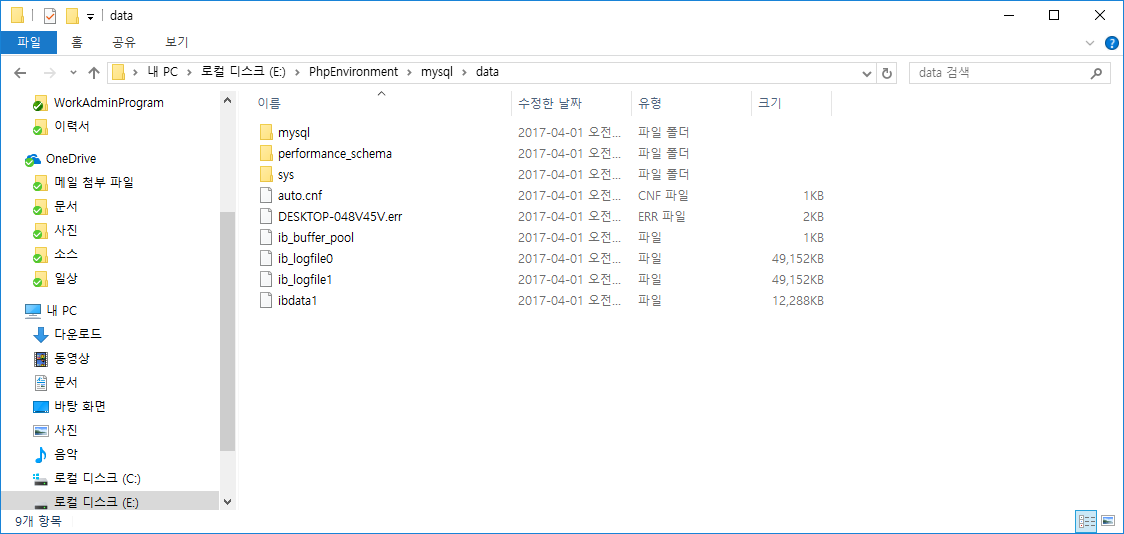 data
파일 홈 공유 보기
내 PC 로컬 디스크 (E:) PhpEnvironment mysql data
data 검색
WorkAdminProgram
이력서
OneDrive
메일 첨부 파일
문서
사진
소스
일상
내 PC
다운로드
동영상
문서
바탕 화면
사진
음악
로컬 디스크 (C:)
로컬 디스크 (E:)
이름 수정한 날짜 유형 크기
mysql 2017-04-01 오전... 파일 폴더
performance_schema 2017-04-01 오전... 파일 폴더
sys 2017-04-01 오전... 파일 폴더
auto.cnf 2017-04-01 오전... CNF 파일 1KB
DESKTOP-048V45V.err 2017-04-01 오전... ERR 파일 2KB
ib_buffer_pool 2017-04-01 오전... 파일 1KB
ib_logfile0 2017-04-01 오전... 파일 49,152KB
ib_logfile1 2017-04-01 오전... 파일 49,152KB
ibdata1 2017-04-01 오전... 파일 12,288KB
9개 항목